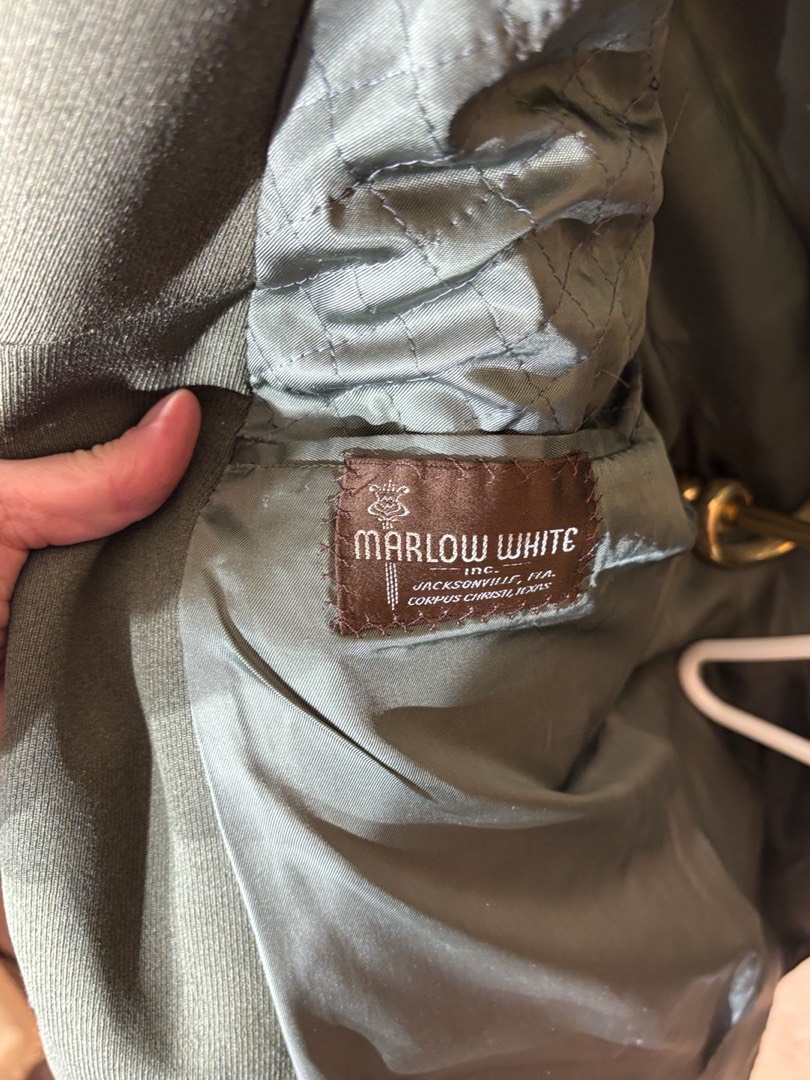 MARLOW WHITE
INC.
JACKSONVILLE, FLA.
CORPUS CHRISTI, TEXAS